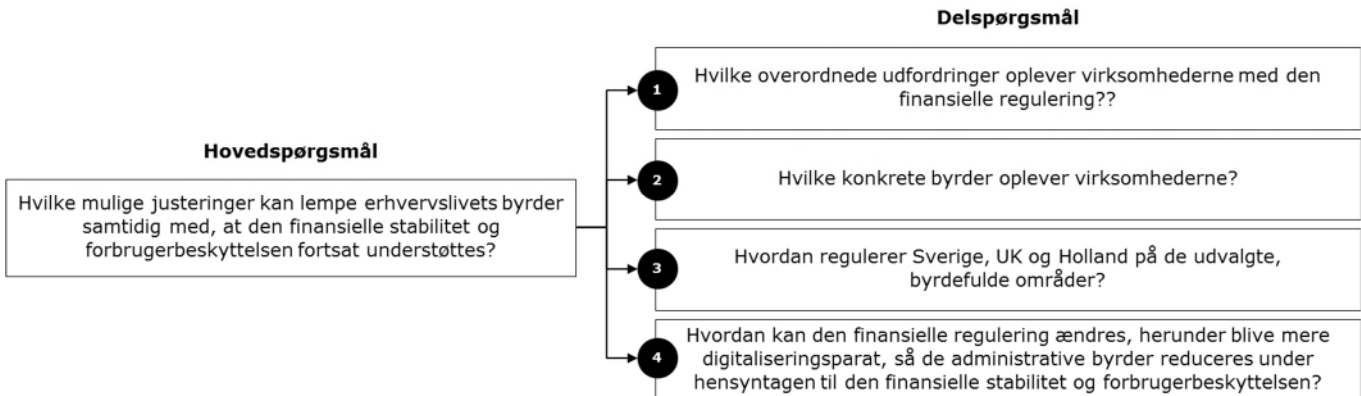 Delspørgsmål
1
Hvilke overordnede udfordringer oplever virksomhederne med den
finansielle regulering??
Hovedspørgsmål
Hvilke mulige justeringer kan lempe erhvervslivets byrder
samtidig med, at den finansielle stabilitet og
forbrugerbeskyttelsen fortsat understøttes?
2
Hvilke konkrete byrder oplever virksomhederne?
3
Hvordan regulerer Sverige, UK og Holland på de udvalgte,
byrdefulde områder?
4
Hvordan kan den finansielle regulering ændres, herunder blive mere
digitaliseringsparat, så de administrative byrder reduceres under
hensyntagen til den finansielle stabilitet og forbrugerbeskyttelsen?